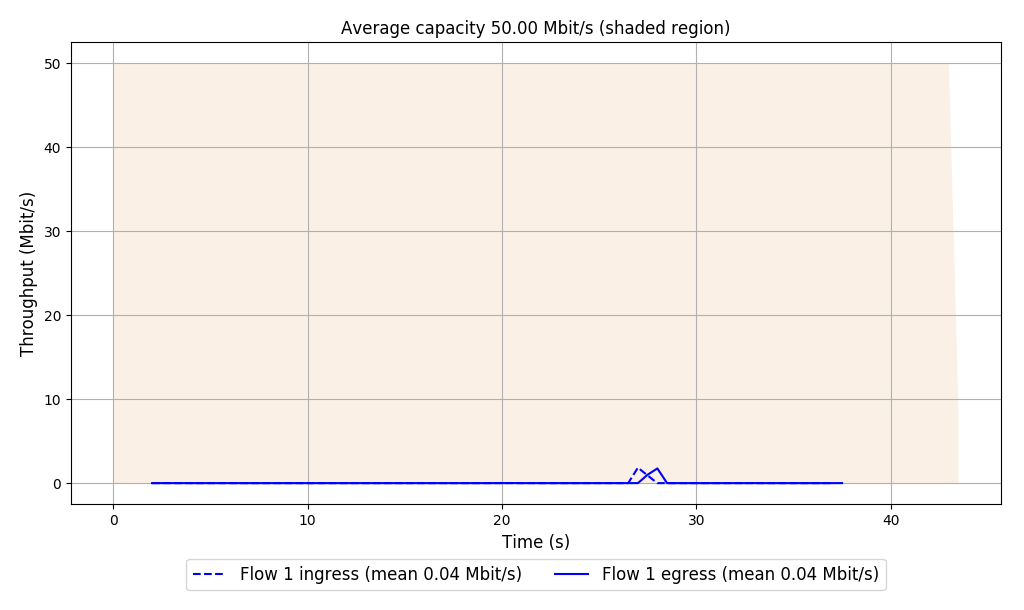 Average capacity 50.00 Mbit/s (shaded region)
50
40
30
20
10
0
Throughput (Mbit/s)
0 10 20 30 40
Time (s)
Flow 1 ingress (mean 0.04 Mbit/s) Flow 1 egress (mean 0.04 Mbit/s)